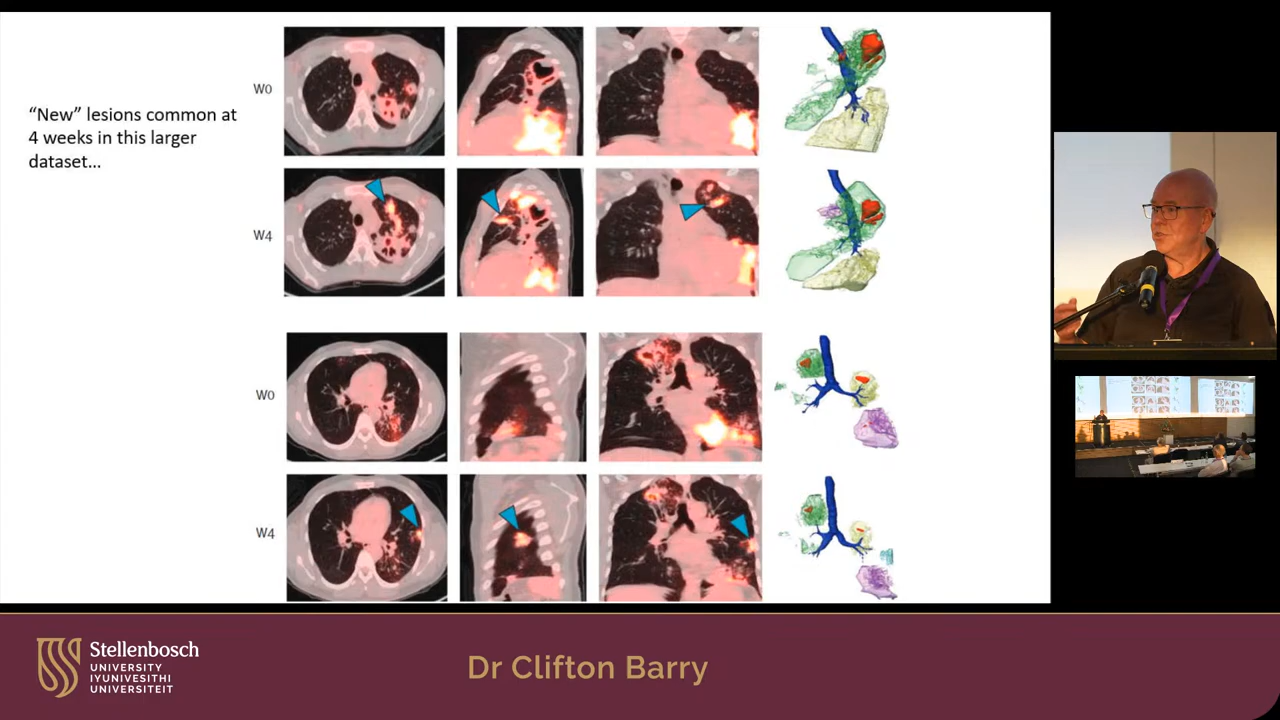 W0
“New” lesions common at
4 weeks in this larger
dataset...
W4
W0
W4
Stellenbosch
UNIVERSITY
IYUNIVESITHI
UNIVERSITEIT
Dr Clifton Barry